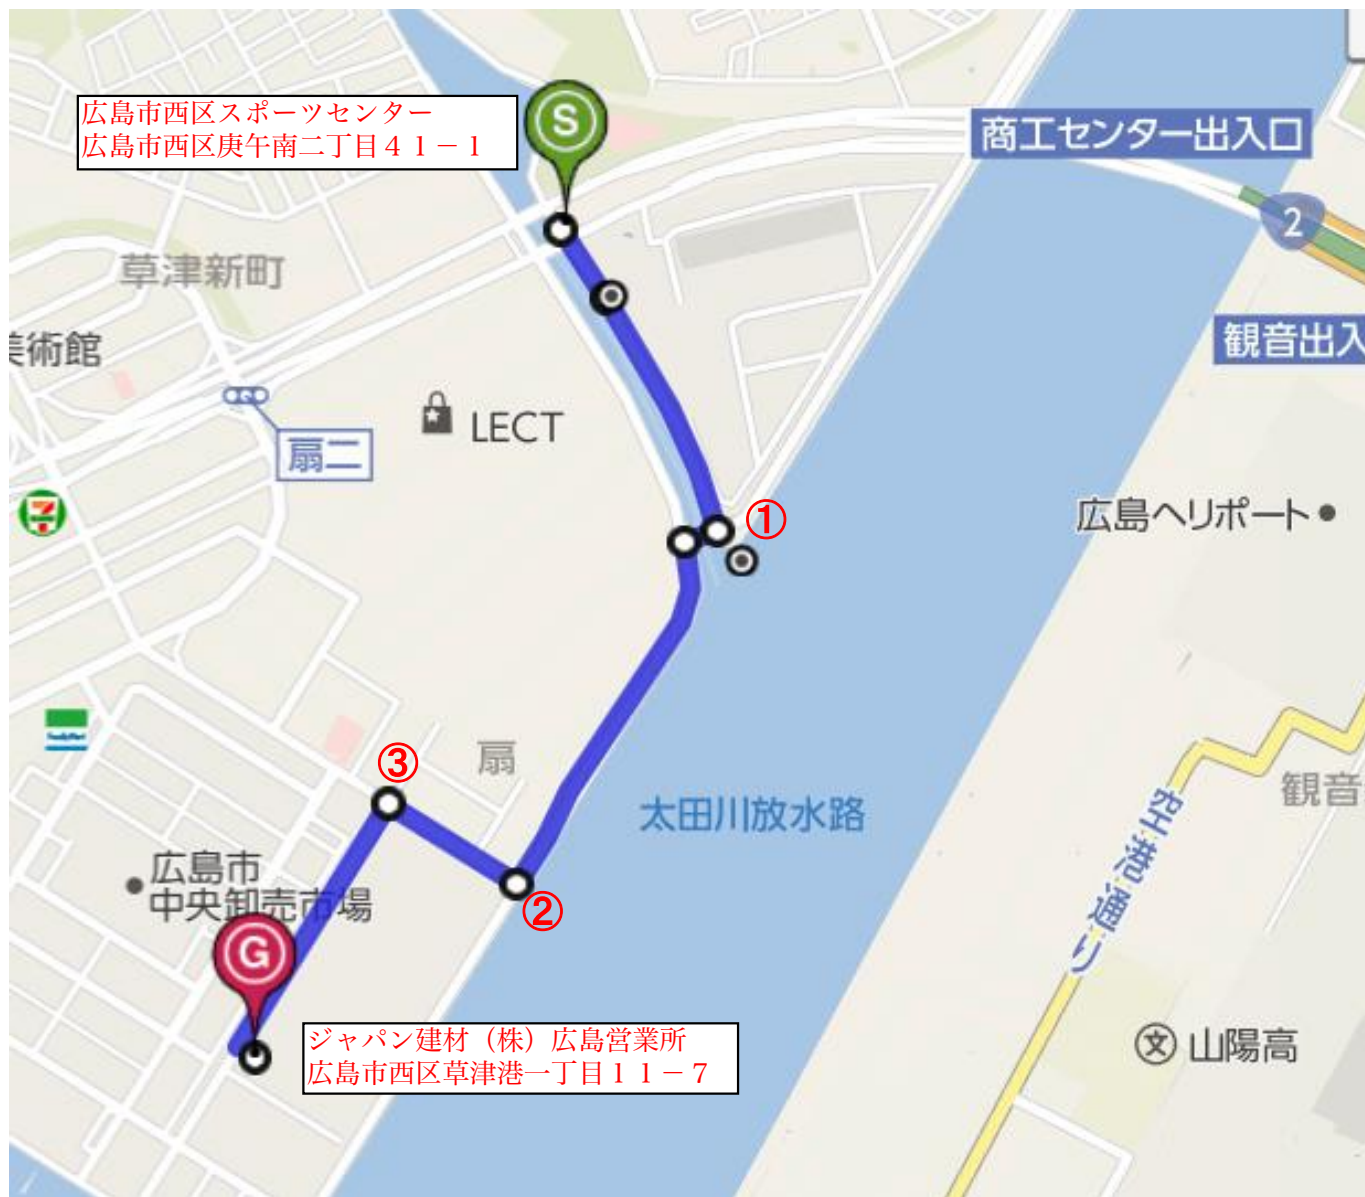 広島市西区スポーツセンター
広島市西区庚午南二丁目４１－１
S
商工センター出入口
2
草津新町
美術館
観音出入
LECT
扇二
7
①
広島ヘリポート
FamilyMart
③
扇
太田川放水路
観音
空港通り
広島市
中央卸売市場
②
G
ジャパン建材（株）広島営業所
広島市西区草津港一丁目１１－７
文
山陽高